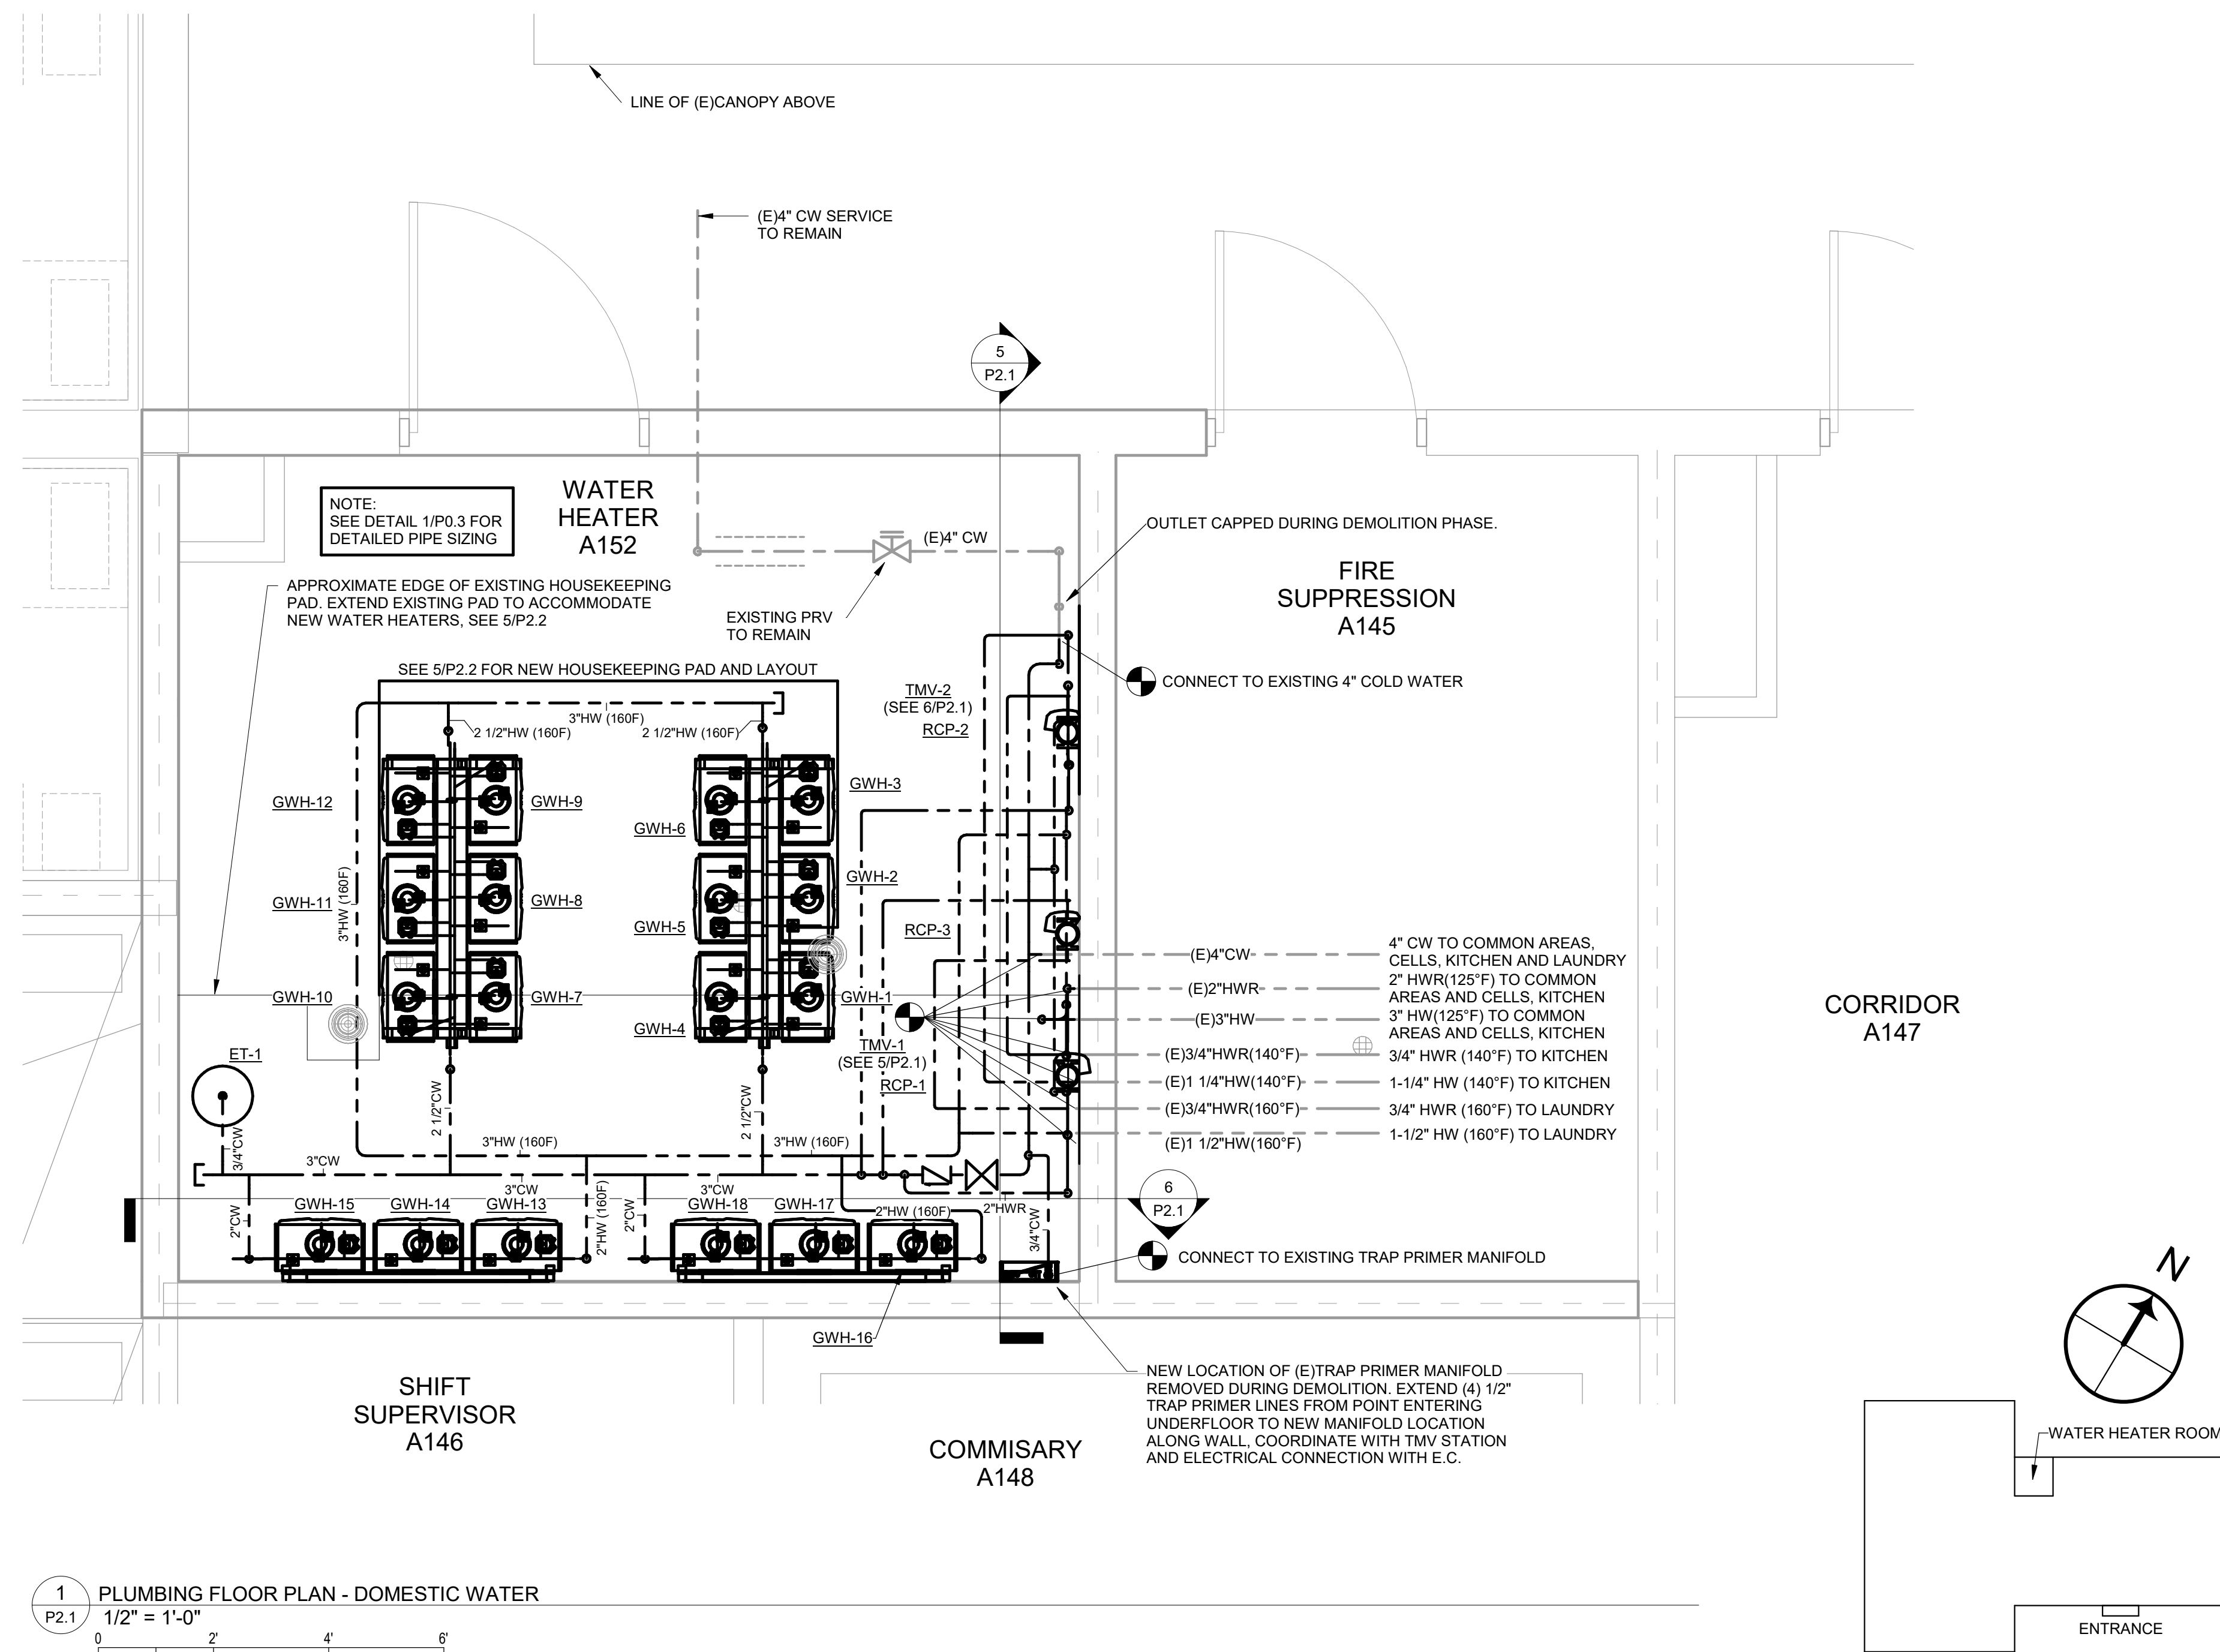 LINE OF (E)CANOPY ABOVE
(E)4" CW SERVICE
TO REMAIN
5
P2.1
NOTE:
SEE DETAIL 1/P0.3 FOR
DETAILED PIPE SIZING
WATER
HEATER
A152
(E)4" CW
OUTLET CAPPED DURING DEMOLITION PHASE.
FIRE
SUPPRESSION
A145
APPROXIMATE EDGE OF EXISTING HOUSEKEEPING
PAD. EXTEND EXISTING PAD TO ACCOMMODATE
NEW WATER HEATERS, SEE 5/P2.2
EXISTING PRV
TO REMAIN
SEE 5/P2.2 FOR NEW HOUSEKEEPING PAD AND LAYOUT
CONNECT TO EXISTING 4" COLD WATER
TMV-2
(SEE 6/P2.1)
RCP-2
3"HW (160F)
2 1/2"HW (160F)
2 1/2"HW (160F)
GWH-12
GWH-9
GWH-6
GWH-3
3"HW (160F)
GWH-11
GWH-8
GWH-5
GWH-2
RCP-3
GWH-10
GWH-7
GWH-4
GWH-1
TMV-1
(SEE 5/P2.1)
RCP-1
(E)4"CW
4" CW TO COMMON AREAS,
CELLS, KITCHEN AND LAUNDRY
(E)2"HWR
2" HWR(125°F) TO COMMON
AREAS AND CELLS, KITCHEN
(E)3"HW
3" HW(125°F) TO COMMON
AREAS AND CELLS, KITCHEN
(E)3/4"HWR(140°F)
3/4" HWR (140°F) TO KITCHEN
(E)1 1/4"HW(140°F)
1-1/4" HW (140°F) TO KITCHEN
(E)3/4"HWR(160°F)
3/4" HWR (160°F) TO LAUNDRY
(E)1 1/2"HW(160°F)
1-1/2" HW (160°F) TO LAUNDRY
CORRIDOR
A147
ET-1
3/4"CW
2 1/2"CW
2 1/2"CW
3"HW (160F)
3"HW (160F)
3"CW
3"CW
3"CW
2"CW
GWH-15
GWH-14
GWH-13
2"HW (160F)
2"CW
GWH-18
GWH-17
2"HW (160F)
2"HWR
3/4"CW
6
P2.1
CONNECT TO EXISTING TRAP PRIMER MANIFOLD
GWH-16
NEW LOCATION OF (E)TRAP PRIMER MANIFOLD
REMOVED DURING DEMOLITION. EXTEND (4) 1/2"
TRAP PRIMER LINES FROM POINT ENTERING
UNDERFLOOR TO NEW MANIFOLD LOCATION
ALONG WALL, COORDINATE WITH TMV STATION
AND ELECTRICAL CONNECTION WITH E.C.
SHIFT
SUPERVISOR
A146
COMMISARY
A148
N
WATER HEATER ROOM
ENTRANCE
1
P2.1
PLUMBING FLOOR PLAN - DOMESTIC WATER
1/2" = 1'-0"
0 2' 4' 6'